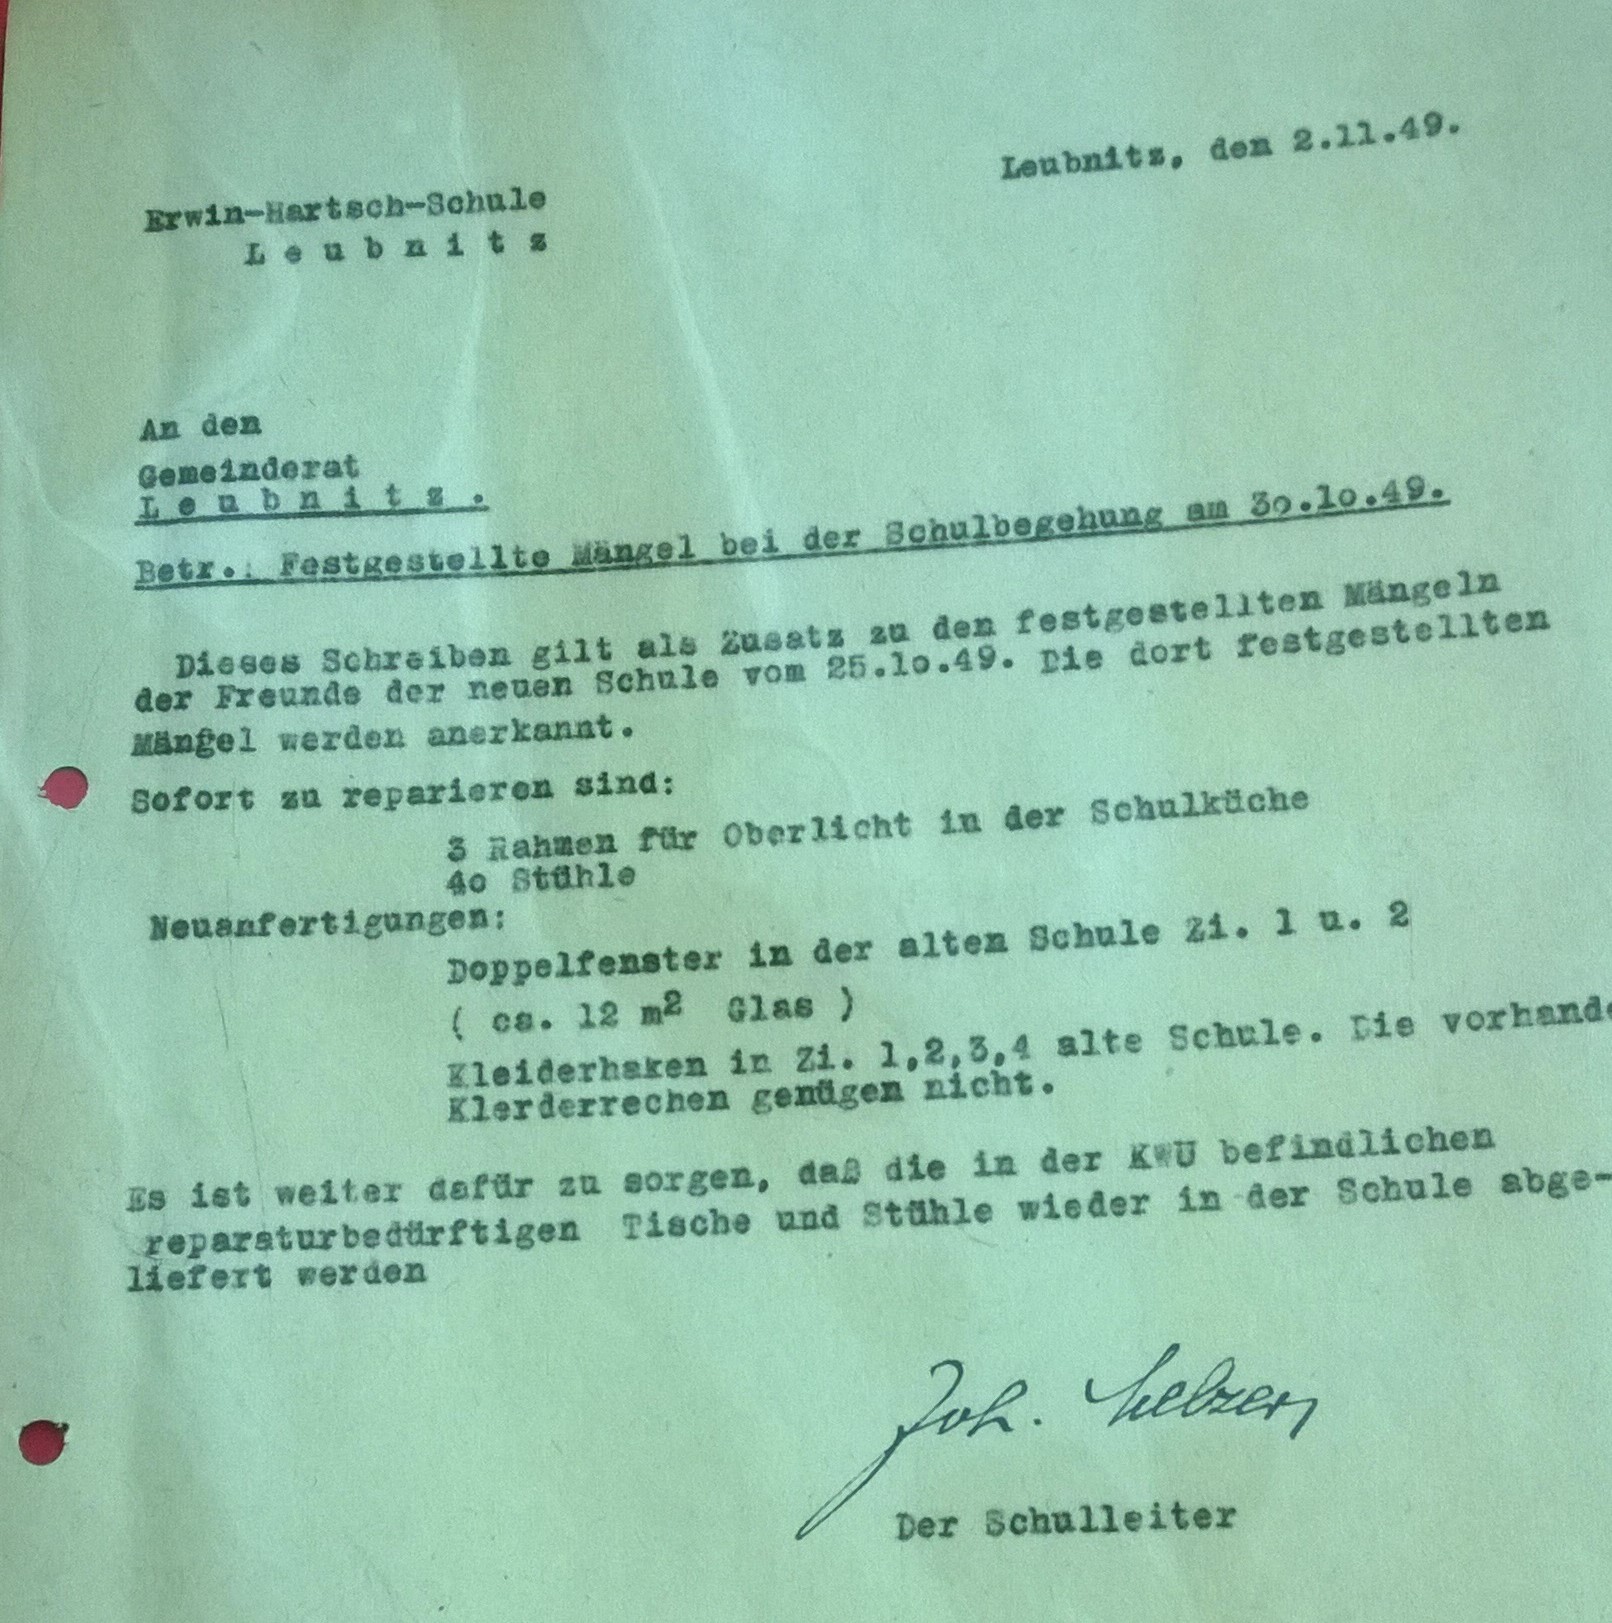 Leubnitz, den 2.11.49.
Erwin-Hartsch-Schule
L e u b n i t z
An den
Gemeinderat
L e u b n i t z .
Betr.: Festgestellte Mängel bei der Schulbegehung am 3o.1o.49.
Dieses Schreiben gilt als Zusatz zu den festgestellten Mängeln
der Freunde der neuen Schule vom 25.1o.49. Die dort festgestellten
Mängel werden anerkannt.
Sofort zu reparieren sind:
3 Rahmen für Oberlicht in der Schulküche
4o Stühle
Neuanfertigungen:
Doppelfenster in der alten Schule Zi. 1 u. 2
( ca. 12 m² Glas )
Kleiderhaken in Zi. 1,2,3,4 alte Schule. Die vorhande
Klerderrechen genügen nicht.
Es ist weiter dafür zu sorgen, daß die in der KWU befindlichen
reparaturbedürftigen Tische und Stühle wieder in der Schule abge-
liefert werden
Joh.
Der Schulleiter